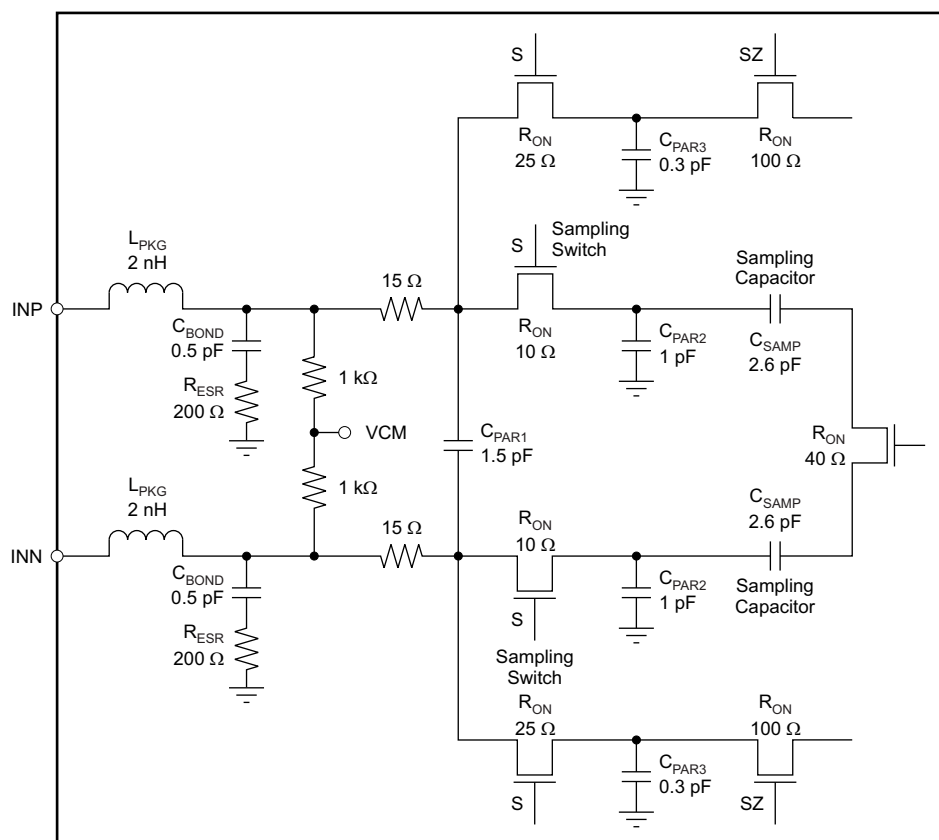 S
SZ
R_ON
25 Ω
C_PAR3
0.3 pF
R_ON
100 Ω
L_PKG
2 nH
S
Sampling
Switch
Sampling
Capacitor
15 Ω
INP
R_ON
10 Ω
C_PAR2
1 pF
C_SAMP
2.6 pF
C_BOND
0.5 pF
1 kΩ
R_ESR
200 Ω
VCM
C_PAR1
1.5 pF
R_ON
40 Ω
1 kΩ
L_PKG
2 nH
15 Ω
R_ON
10 Ω
C_SAMP
2.6 pF
INN
C_BOND
0.5 pF
C_PAR2
1 pF
Sampling
Capacitor
S
R_ESR
200 Ω
Sampling
Switch
R_ON
25 Ω
R_ON
100 Ω
C_PAR3
0.3 pF
S
SZ